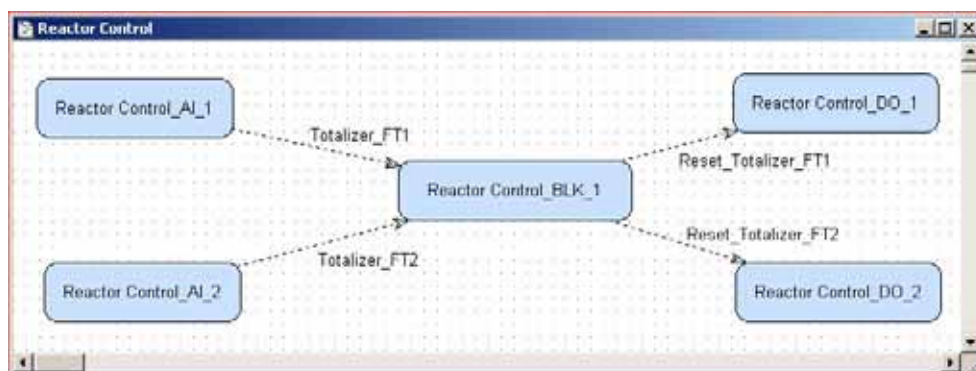 Reactor Control
Reactor Control_AI_1
Reactor Control_DO_1
Totalizer_FT1
Reset_Totalizer_FT1
Reactor Control_BLK_1
Reset_Totalizer_FT2
Totalizer_FT2
Reactor Control_AI_2
Reactor Control_DO_2